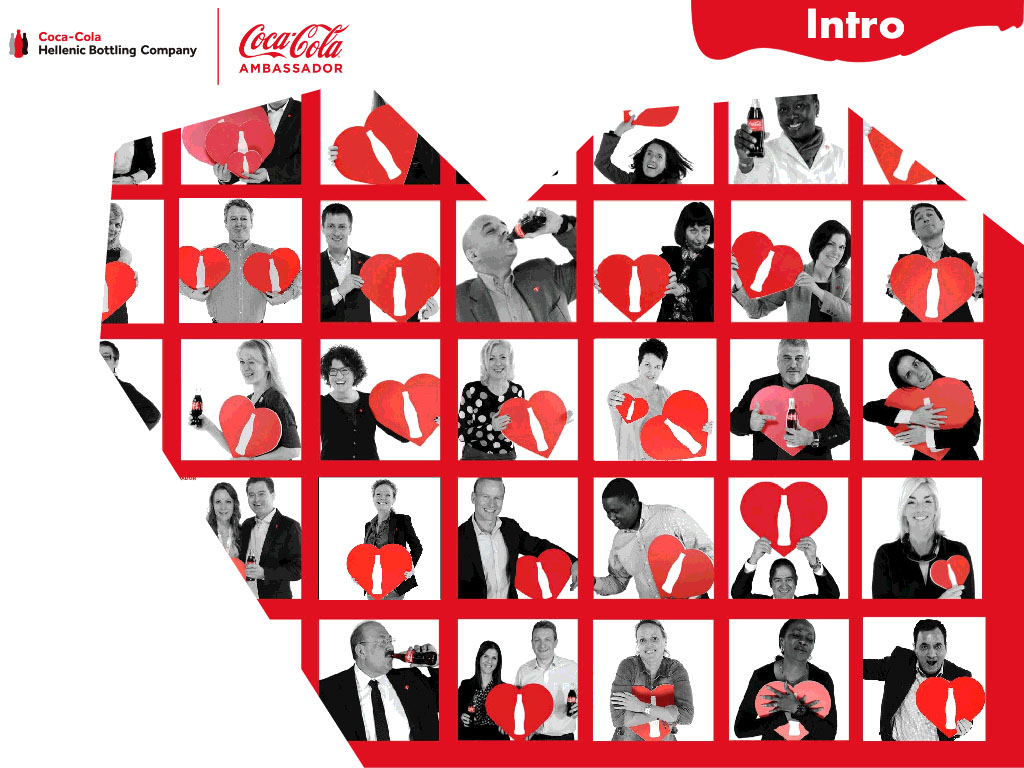 Coca-Cola
Hellenic Bottling Company
Coca-Cola
AMBASSADOR
Intro